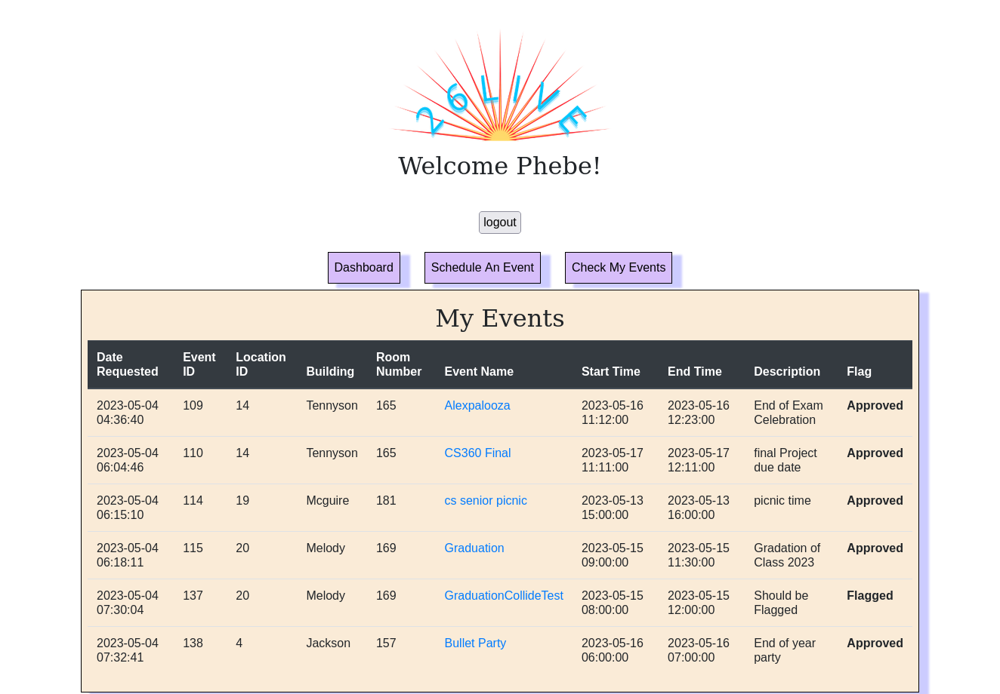 26LIVE
Welcome Phebe!
logout
Dashboard Schedule An Event Check My Events
My Events
Date Requested Event ID Location ID Building Room Number Event Name Start Time End Time Description Flag
2023-05-04 04:36:40 109 14 Tennyson 165 Alexpalooza 2023-05-16 11:12:00 2023-05-16 12:23:00 End of Exam Celebration Approved
2023-05-04 06:04:46 110 14 Tennyson 165 CS360 Final 2023-05-17 11:11:00 2023-05-17 12:11:00 final Project due date Approved
2023-05-04 06:15:10 114 19 Mcguire 181 cs senior picnic 2023-05-13 15:00:00 2023-05-13 16:00:00 picnic time Approved
2023-05-04 06:18:11 115 20 Melody 169 Graduation 2023-05-15 09:00:00 2023-05-15 11:30:00 Gradation of Class 2023 Approved
2023-05-04 07:30:04 137 20 Melody 169 GraduationCollideTest 2023-05-15 08:00:00 2023-05-15 12:00:00 Should be Flagged Flagged
2023-05-04 07:32:41 138 4 Jackson 157 Bullet Party 2023-05-16 06:00:00 2023-05-16 07:00:00 End of year party Approved